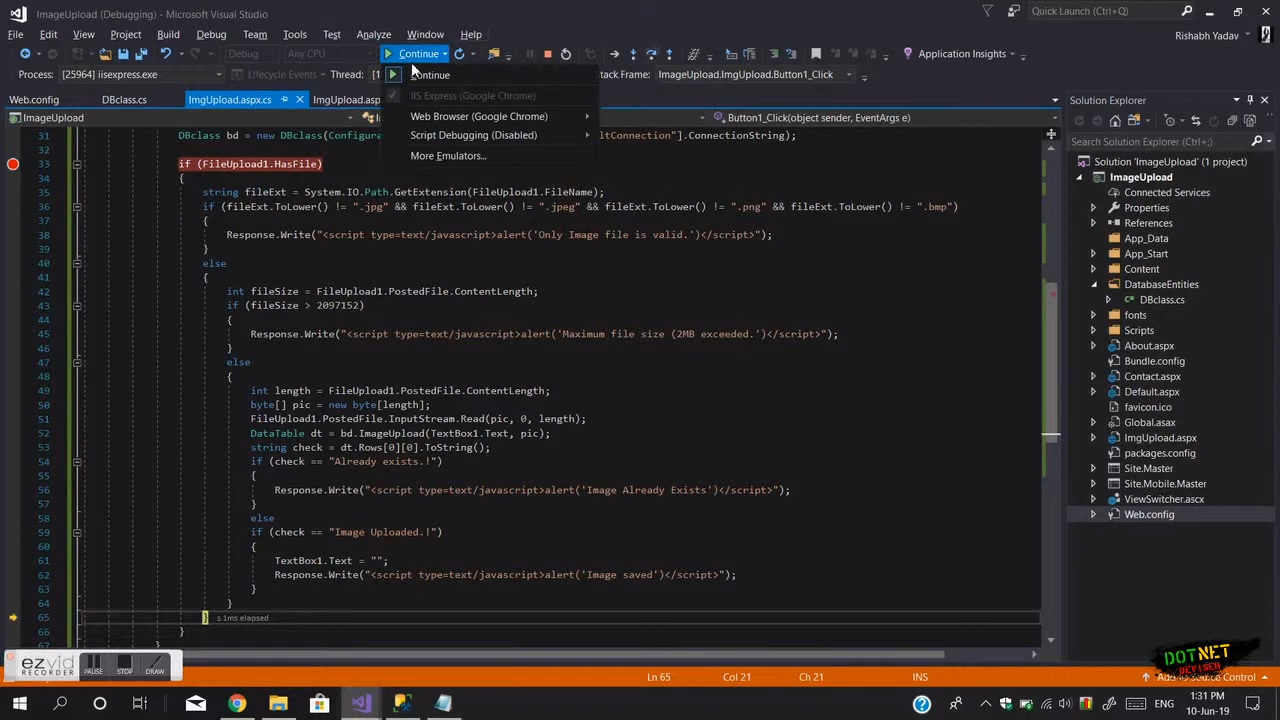 ImageUpload (Debugging) - Microsoft Visual Studio
Quick Launch (Ctrl+Q)
File Edit View Project Build Debug Team Tools Test Analyze Window Help
Rishabh Yadav
Debug Any CPU Continue Application Insights
Process: [25964] iisexpress.exe Lifecycle Events Thread: Stack Frame: ImageUpload.ImgUpload.Button1_Click
Continue
IIS Express (Google Chrome)
Web Browser (Google Chrome)
Script Debugging (Disabled)
More Emulators...
Web.config DBclass.cs ImgUpload.aspx.cs
ImageUpload Button1_Click(object sender, EventArgs e)
31 DBclass bd = new ltConnection"].ConnectionString);
33 if (FileUpload1.HasFile)
34 {
35 string fileExt = System.IO.Path.GetExtension(FileUpload1.FileName);
36 if (fileExt.ToLower() != ".jpg" && fileExt.ToLower() != ".jpeg" && fileExt.ToLower() != ".png" && fileExt.ToLower() != ".bmp")
37 {
38 Response.Write("<script type=text/javascript>alert('Only Image file is valid.')</script>");
39 }
40 else
41 {
42 int fileSize = FileUpload1.PostedFile.ContentLength;
43 if (fileSize > 2097152)
44 {
45 Response.Write("<script type=text/javascript>alert('Maximum file size (2MB exceeded.')</script>");
46 }
47 else
48 {
49 int length = FileUpload1.PostedFile.ContentLength;
50 byte[] pic = new byte[length];
51 FileUpload1.PostedFile.InputStream.Read(pic, 0, length);
52 DataTable dt = bd.ImageUpload(TextBox1.Text, pic);
53 string check = dt.Rows[0][0].ToString();
54 if (check == "Already exists.!")
55 {
56 Response.Write("<script type=text/javascript>alert('Image Already Exists')</script>");
57 }
58 else
59 if (check == "Image Uploaded.!")
60 {
61 TextBox1.Text = "";
62 Response.Write("<script type=text/javascript>alert('Image saved')</script>");
63 }
64 }
65 } s 1ms elapsed
66 }
67 }
Solution Explorer
Search Solution Explorer (Ctrl+;)
Solution 'ImageUpload' (1 project)
ImageUpload
Connected Services
Properties
References
App_Data
App_Start
Content
DatabaseEntities
DBclass.cs
fonts
Scripts
About.aspx
Bundle.config
Contact.aspx
Default.aspx
favicon.ico
Global.asax
ImgUpload.aspx
packages.config
Site.Master
Site.Mobile.Master
ViewSwitcher.ascx
Web.config
ezvid
RECORDER
PAUSE STOP DRAW
DOTNET
DEVISER
Ln 65 Col 21 Ch 21 INS Control
1:31 PM
10-Jun-19